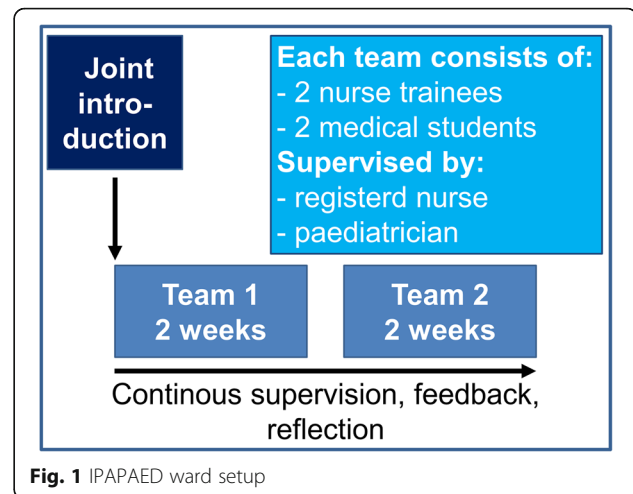 Joint
intro-
duction
Each team consists of:
- 2 nurse trainees
- 2 medical students
Supervised by:
- registerd nurse
- paediatrician
Team 1
2 weeks
Team 2
2 weeks
Continous supervision, feedback,
reflection
Fig. 1 IPAPAED ward setup